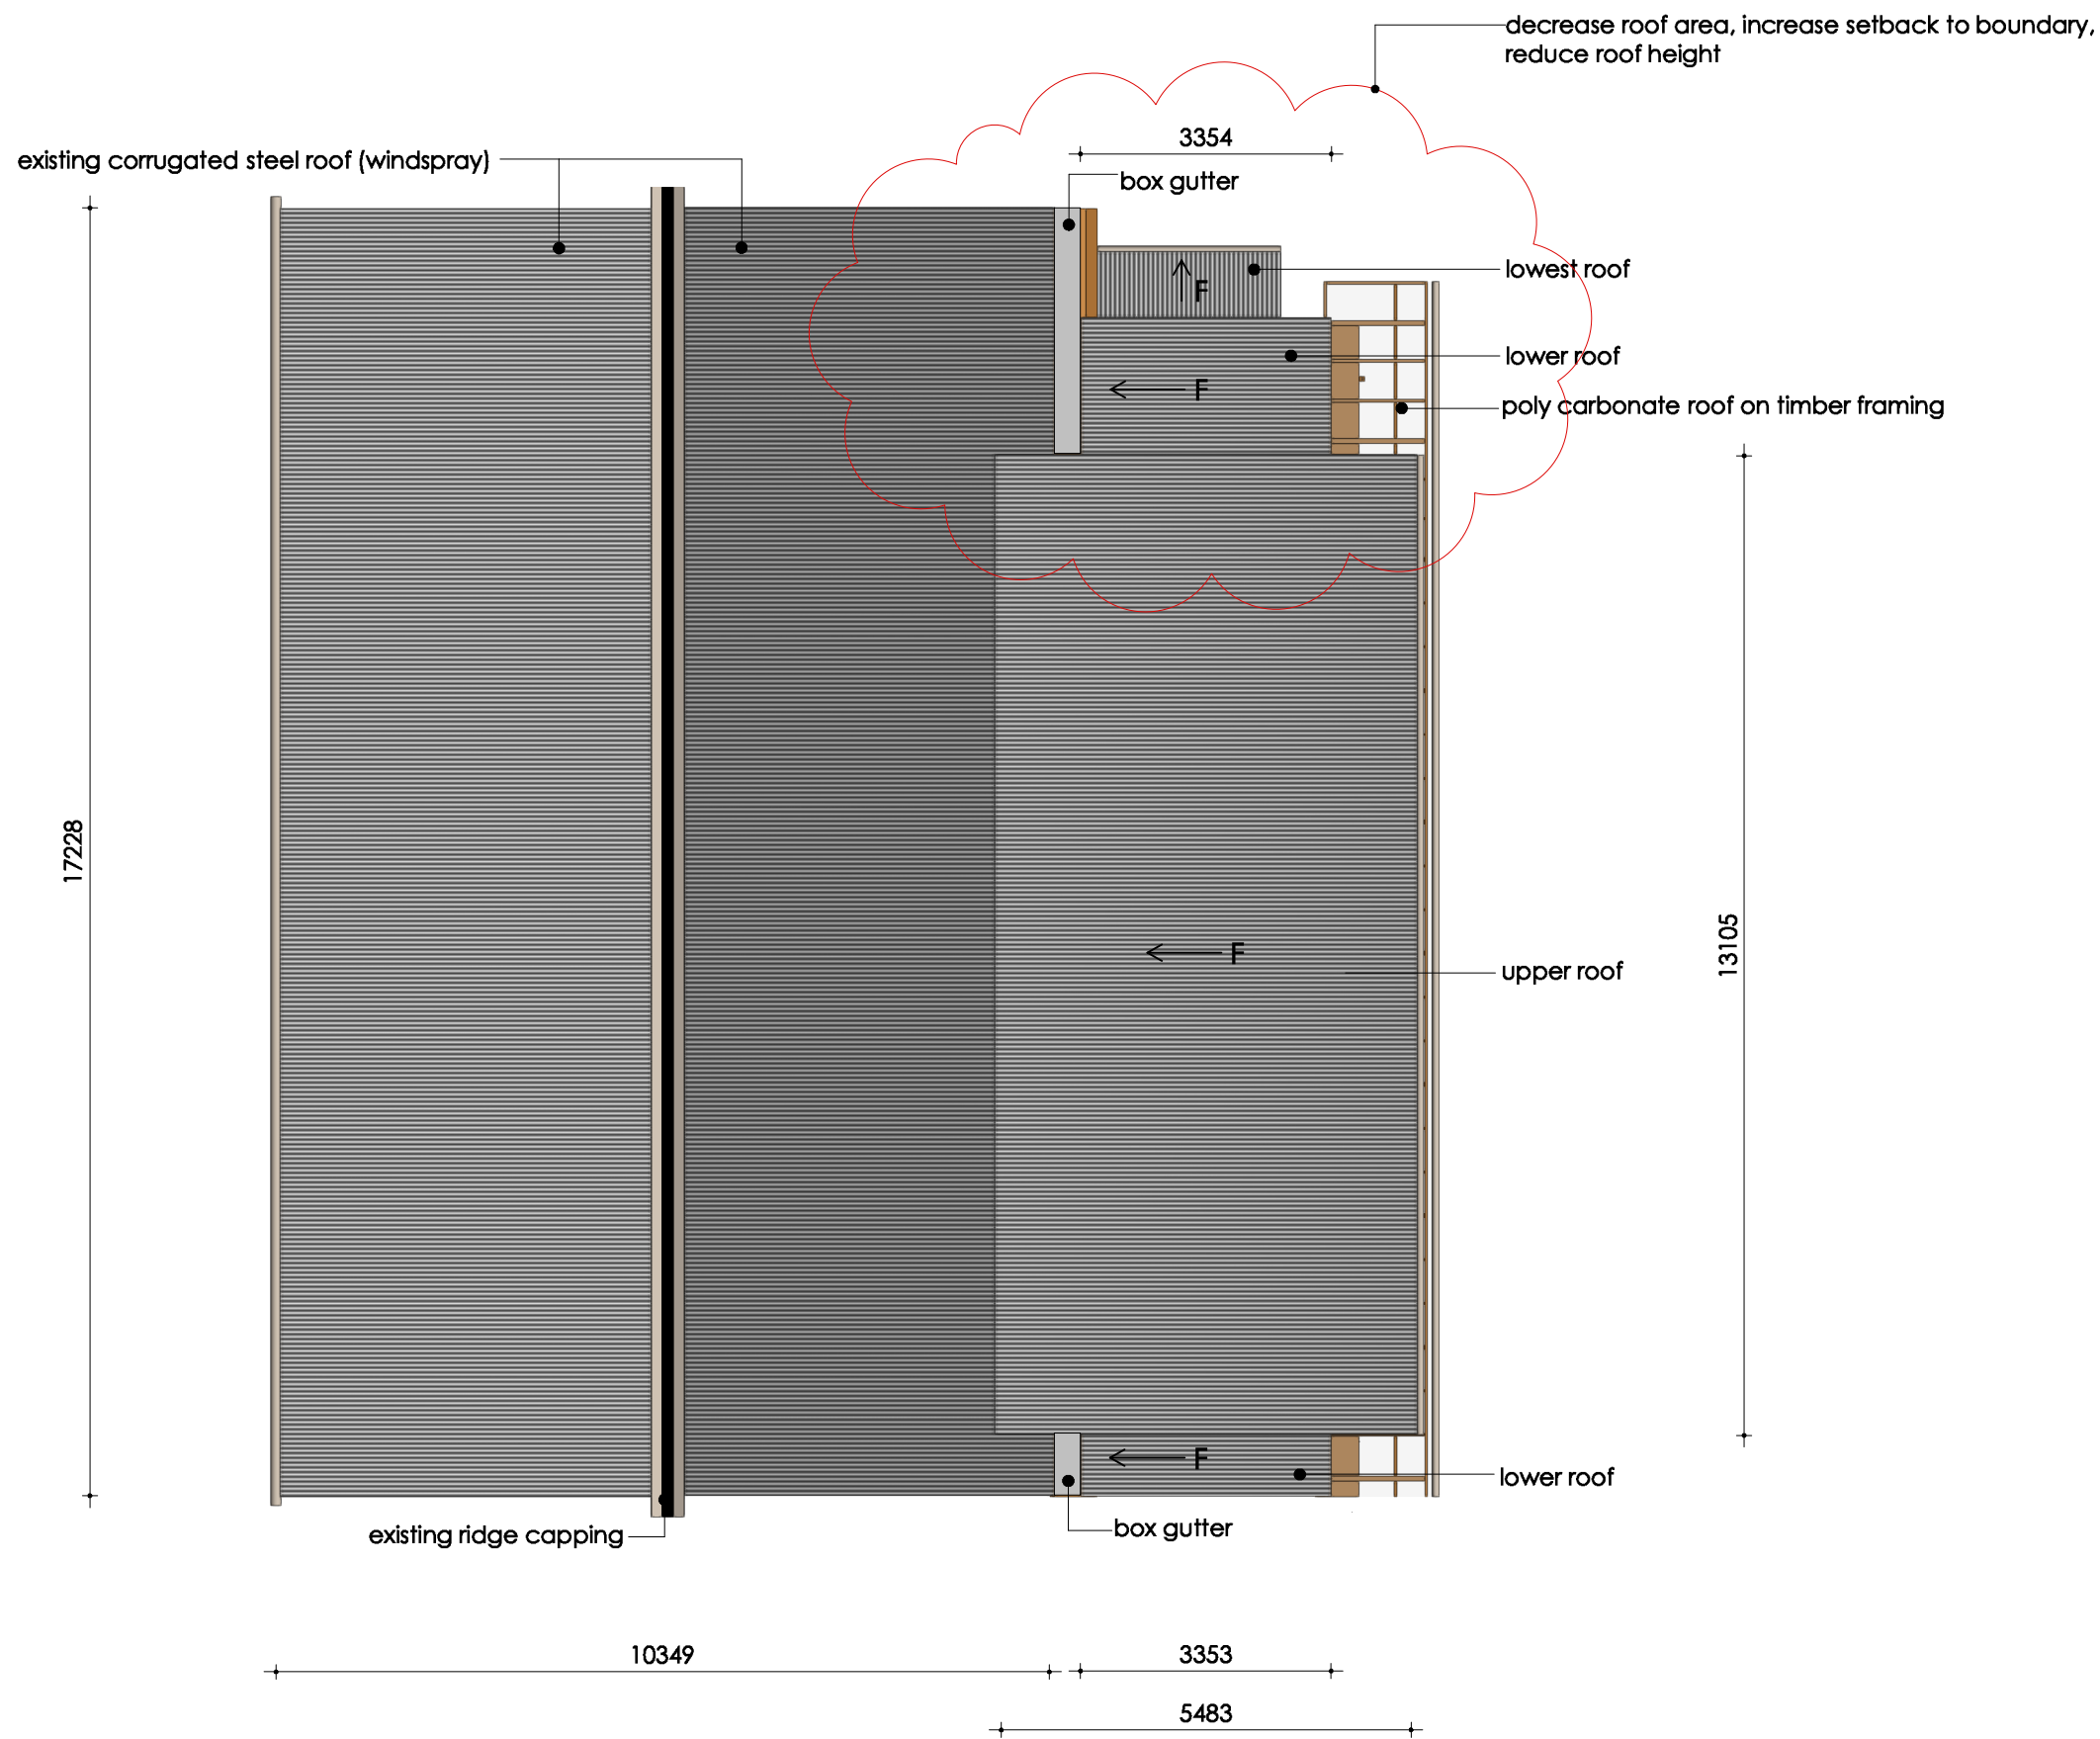 decrease roof area, increase setback to boundary,
reduce roof height
3354
existing corrugated steel roof (windspray)
box gutter
lowest roof
F
lower roof
F
poly carbonate roof on timber framing
17228
13105
F
upper roof
F
lower roof
existing ridge capping
box gutter
10349
3353
5483